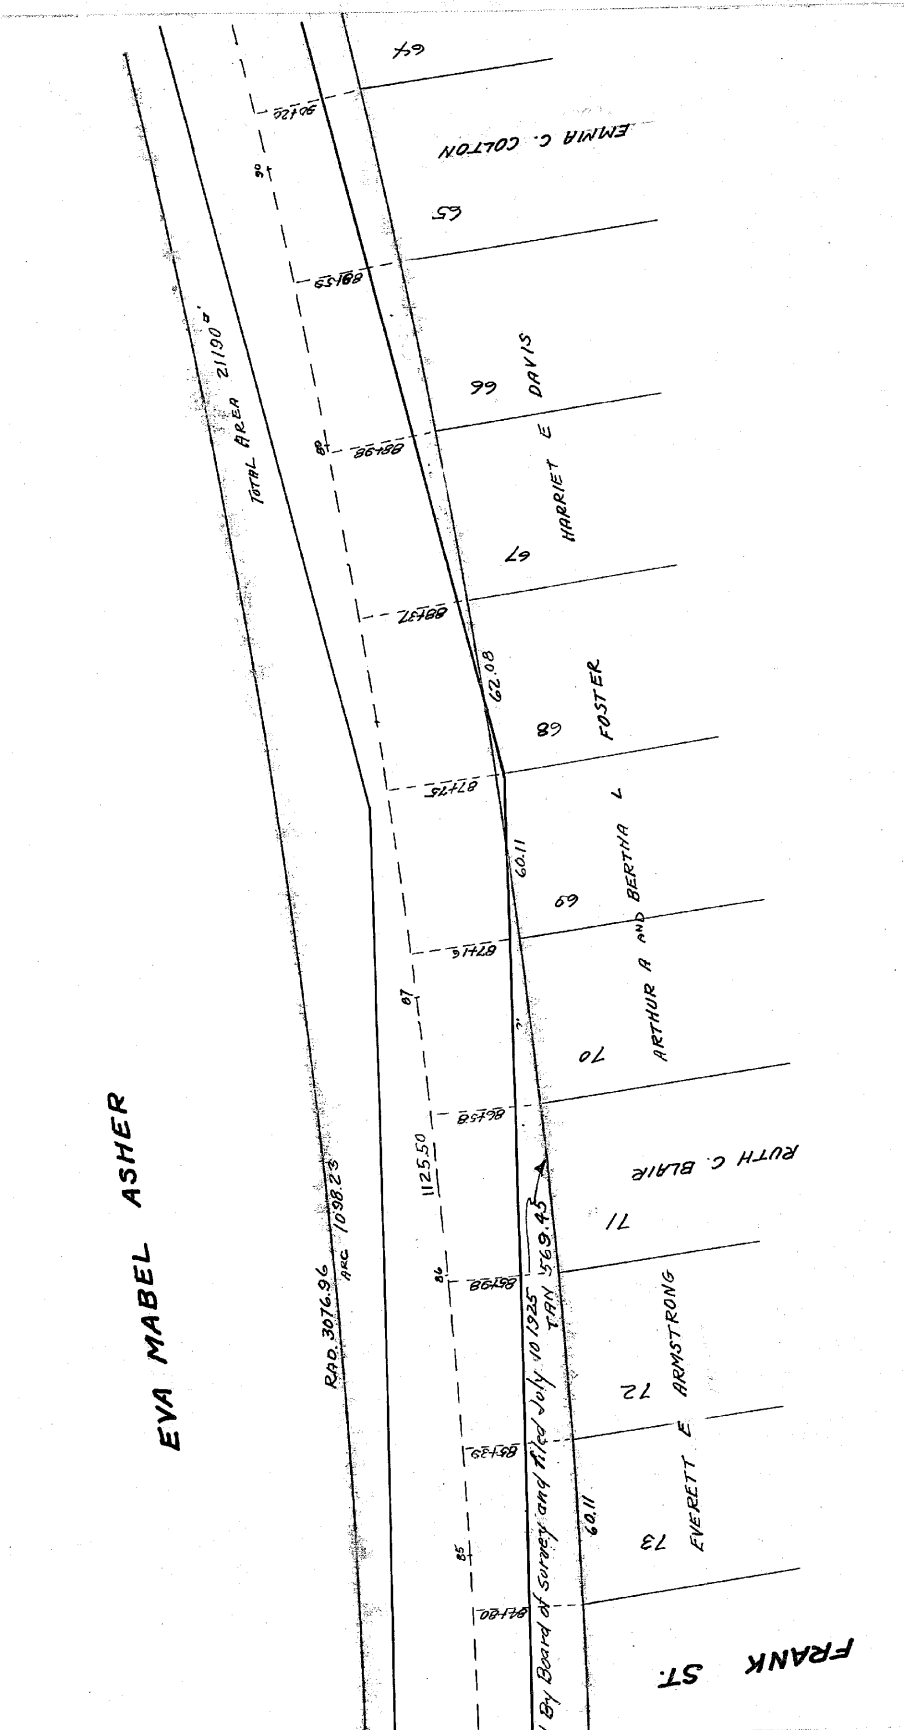 64
90+20
EMMA C. COLTON
90
65
89+59
TOTAL AREA 21190 □'
66
HARRIET E DAVIS
89
88+98
67
88+37
62.08
68
87+75
ARTHUR A AND BERTHA L FOSTER
60.11
69
87+16
87
70
86+58
1125.50
RUTH C. BLAIR
71
EVA MABEL ASHER
RAD. 3076.96
ARC 1098.23
86
85+98
TAN 569.45
By Board of survey and filed July 10 1925
72
EVERETT E ARMSTRONG
85+39
60.11
73
85
84+80
FRANK ST.